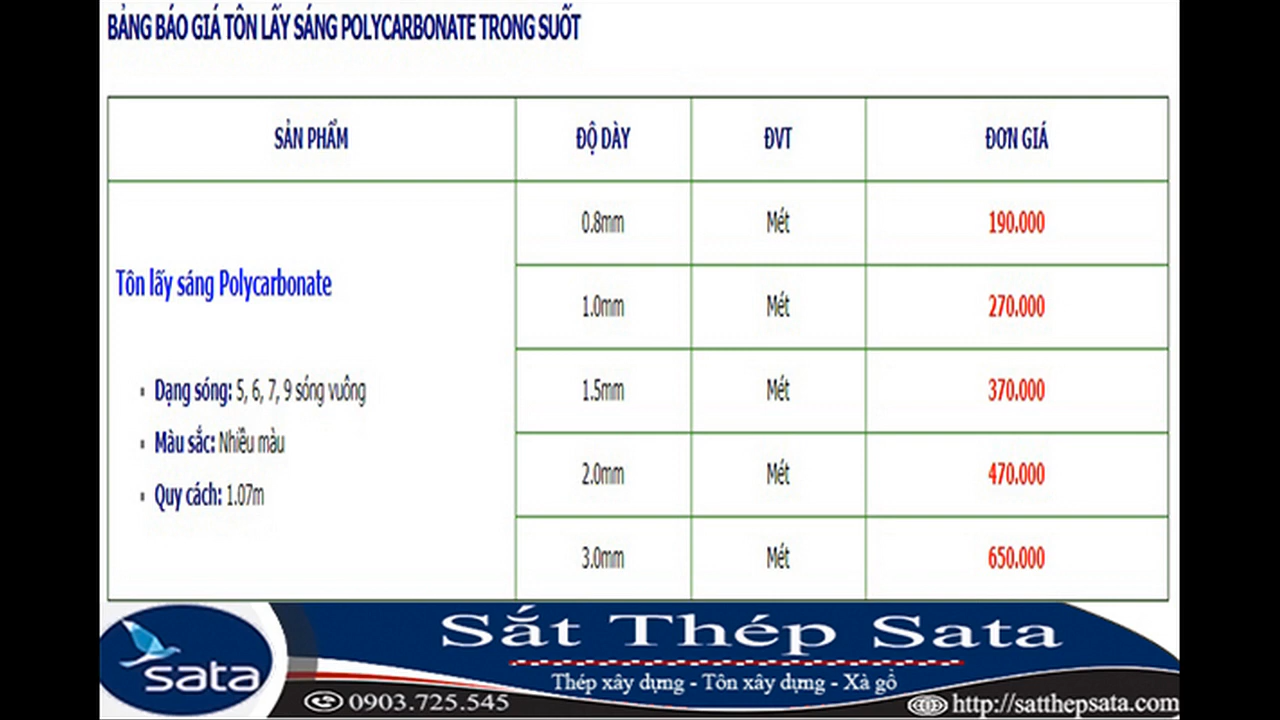 BẢNG BÁO GIÁ TÔN LẤY SÁNG POLYCARBONATE TRONG SUỐT
SẢN PHẨM ĐỘ DÀY ĐVT ĐƠN GIÁ
Tôn lấy sáng Polycarbonate
▪ Dạng sóng: 5, 6, 7, 9 sóng vuông
▪ Màu sắc: Nhiều màu
▪ Quy cách: 1.07m
0.8mm Mét 190.000
1.0mm Mét 270.000
1.5mm Mét 370.000
2.0mm Mét 470.000
3.0mm Mét 650.000
sata
Sắt Thép Sata
Thép xây dựng - Tôn xây dựng - Xà gồ
0903.725.545
http://satthepsata.com